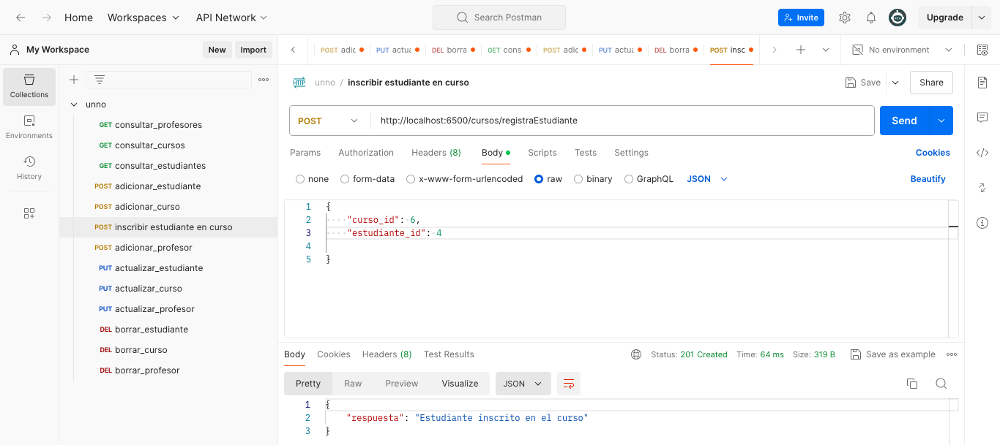 Home Workspaces API Network Search Postman Invite Upgrade
My Workspace New Import POST adic PUT actua DEL borra GET cons POST adic PUT actua DEL borra POST insc No environment
Collections
Environments
History
unno
GET consultar_profesores
GET consultar_cursos
GET consultar_estudiantes
POST adicionar_estudiante
POST adicionar_curso
POST inscribir estudiante en curso
POST adicionar_profesor
PUT actualizar_estudiante
PUT actualizar_curso
PUT actualizar_profesor
DEL borrar_estudiante
DEL borrar_curso
DEL borrar_profesor
HTTP unno / inscribir estudiante en curso Save Share
POST http://localhost:6500/cursos/registraEstudiante Send
Params Authorization Headers (8) Body Scripts Tests Settings Cookies
none form-data x-www-form-urlencoded raw binary GraphQL JSON Beautify
1 {
2 "curso_id": 6,
3 "estudiante_id": 4
4
5 }
Body Cookies Headers (8) Test Results Status: 201 Created Time: 64 ms Size: 319 B Save as example
Pretty Raw Preview Visualize JSON
1 {
2 "respuesta": "Estudiante inscrito en el curso"
3 }